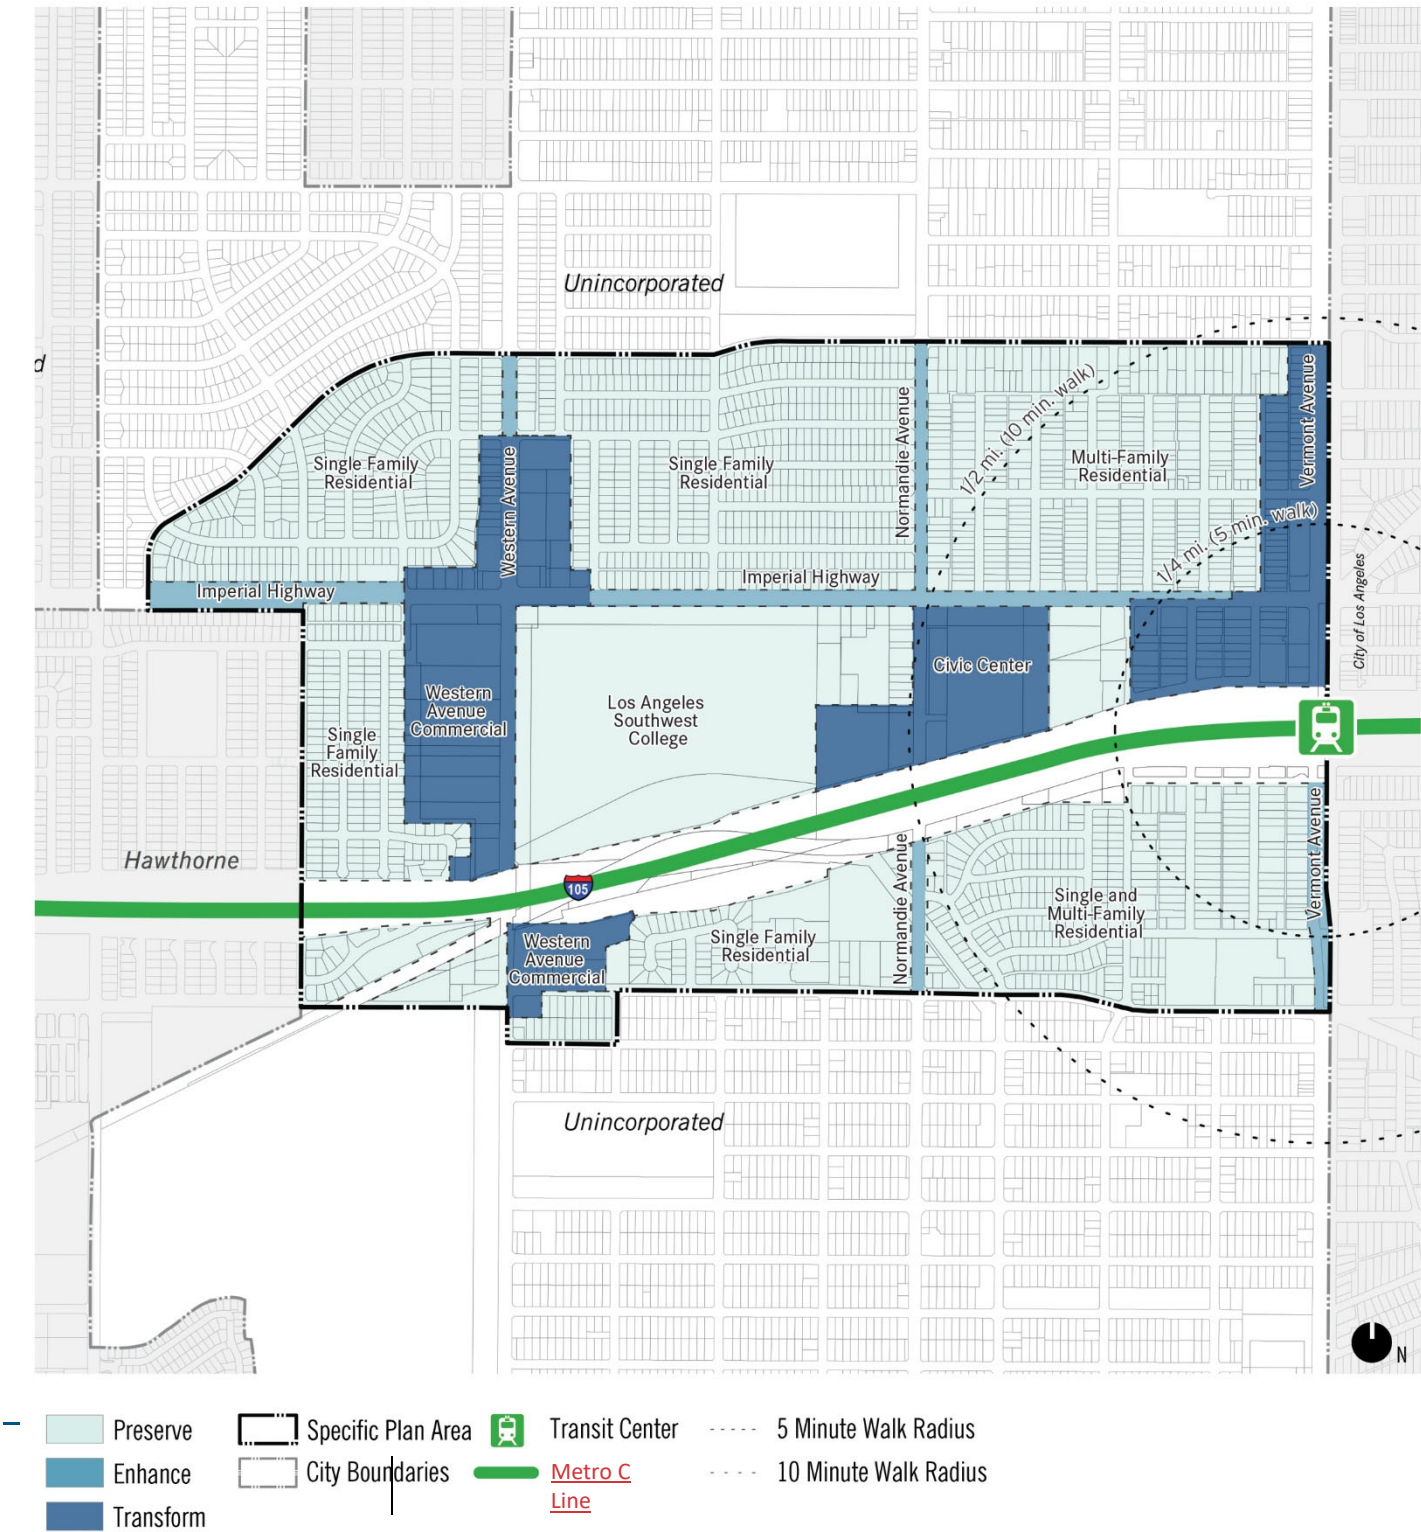 Unincorporated
d
1/2 mi. (10 min. walk)
Vermont Avenue
Normandie Avenue
Western Avenue
Single Family
Residential
Single Family
Residential
Multi-Family
Residential
1/4 mi. (5 min. walk)
Imperial Highway
Imperial Highway
City of Los Angeles
Civic Center
Western
Avenue
Commercial
Los Angeles
Southwest
College
Single
Family
Residential
Hawthorne
105
Normandie Avenue
Vermont Avenue
Single and
Multi-Family
Residential
Western
Avenue
Commercial
Single Family
Residential
Unincorporated
N
Preserve
Enhance
Transform
Specific Plan Area
City Boundaries
Transit Center
Metro C
Line
5 Minute Walk Radius
10 Minute Walk Radius